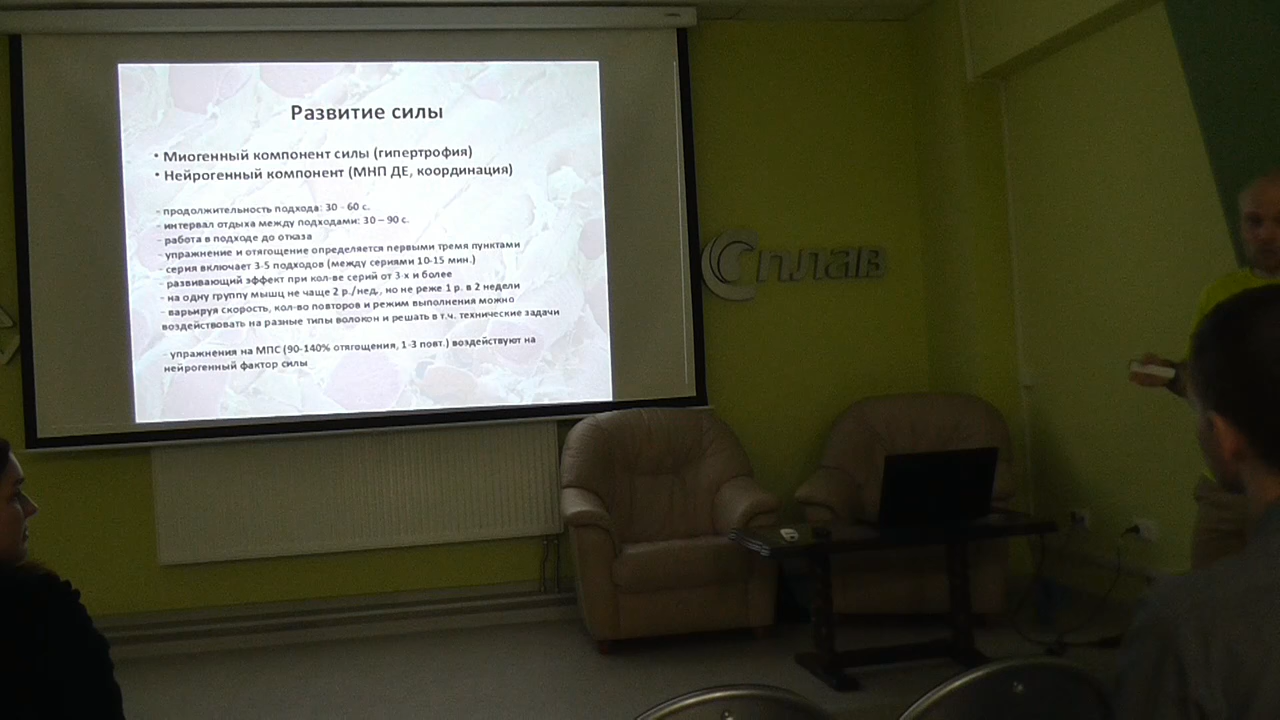 Развитие силы
• Миогенный компонент силы (гипертрофия)
• Нейрогенный компонент (МНП ДЕ, координация)
- продолжительность подхода: 30 - 60 с.
- интервал отдыха между подходами: 30 – 90 с.
- работа в подходе до отказа
- упражнение и отягощение определяется первыми тремя пунктами
- серия включает 3-5 подходов (между сериями 10-15 мин.)
- развивающий эффект при кол-ве серий от 3-х и более
- на одну группу мышц не чаще 2 р./нед., но не реже 1 р. в 2 недели
- варьируя скорость, кол-во повторов и режим выполнения можно
воздействовать на разные типы волокон и решать в т.ч. технические задачи
- упражнения на МПС (90-140% отягощения, 1-3 повт.) воздействуют на
нейрогенный фактор силы
Сплав